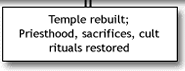 Temple rebuilt;
Priesthood, sacrifices, cult
rituals restored